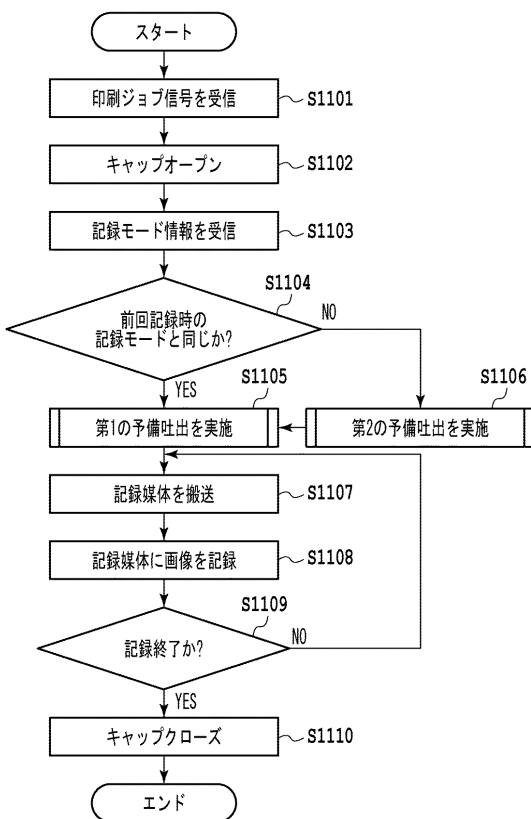 スタート
印刷ジョブ信号を受信
S1101
キャップオープン
S1102
記録モード情報を受信
S1103
S1104
前回記録時の
記録モードと同じか?
NO
YES
S1105
S1106
第1の予備吐出を実施
第2の予備吐出を実施
記録媒体を搬送
S1107
記録媒体に画像を記録
S1108
S1109
記録終了か?
NO
YES
キャップクローズ
S1110
エンド